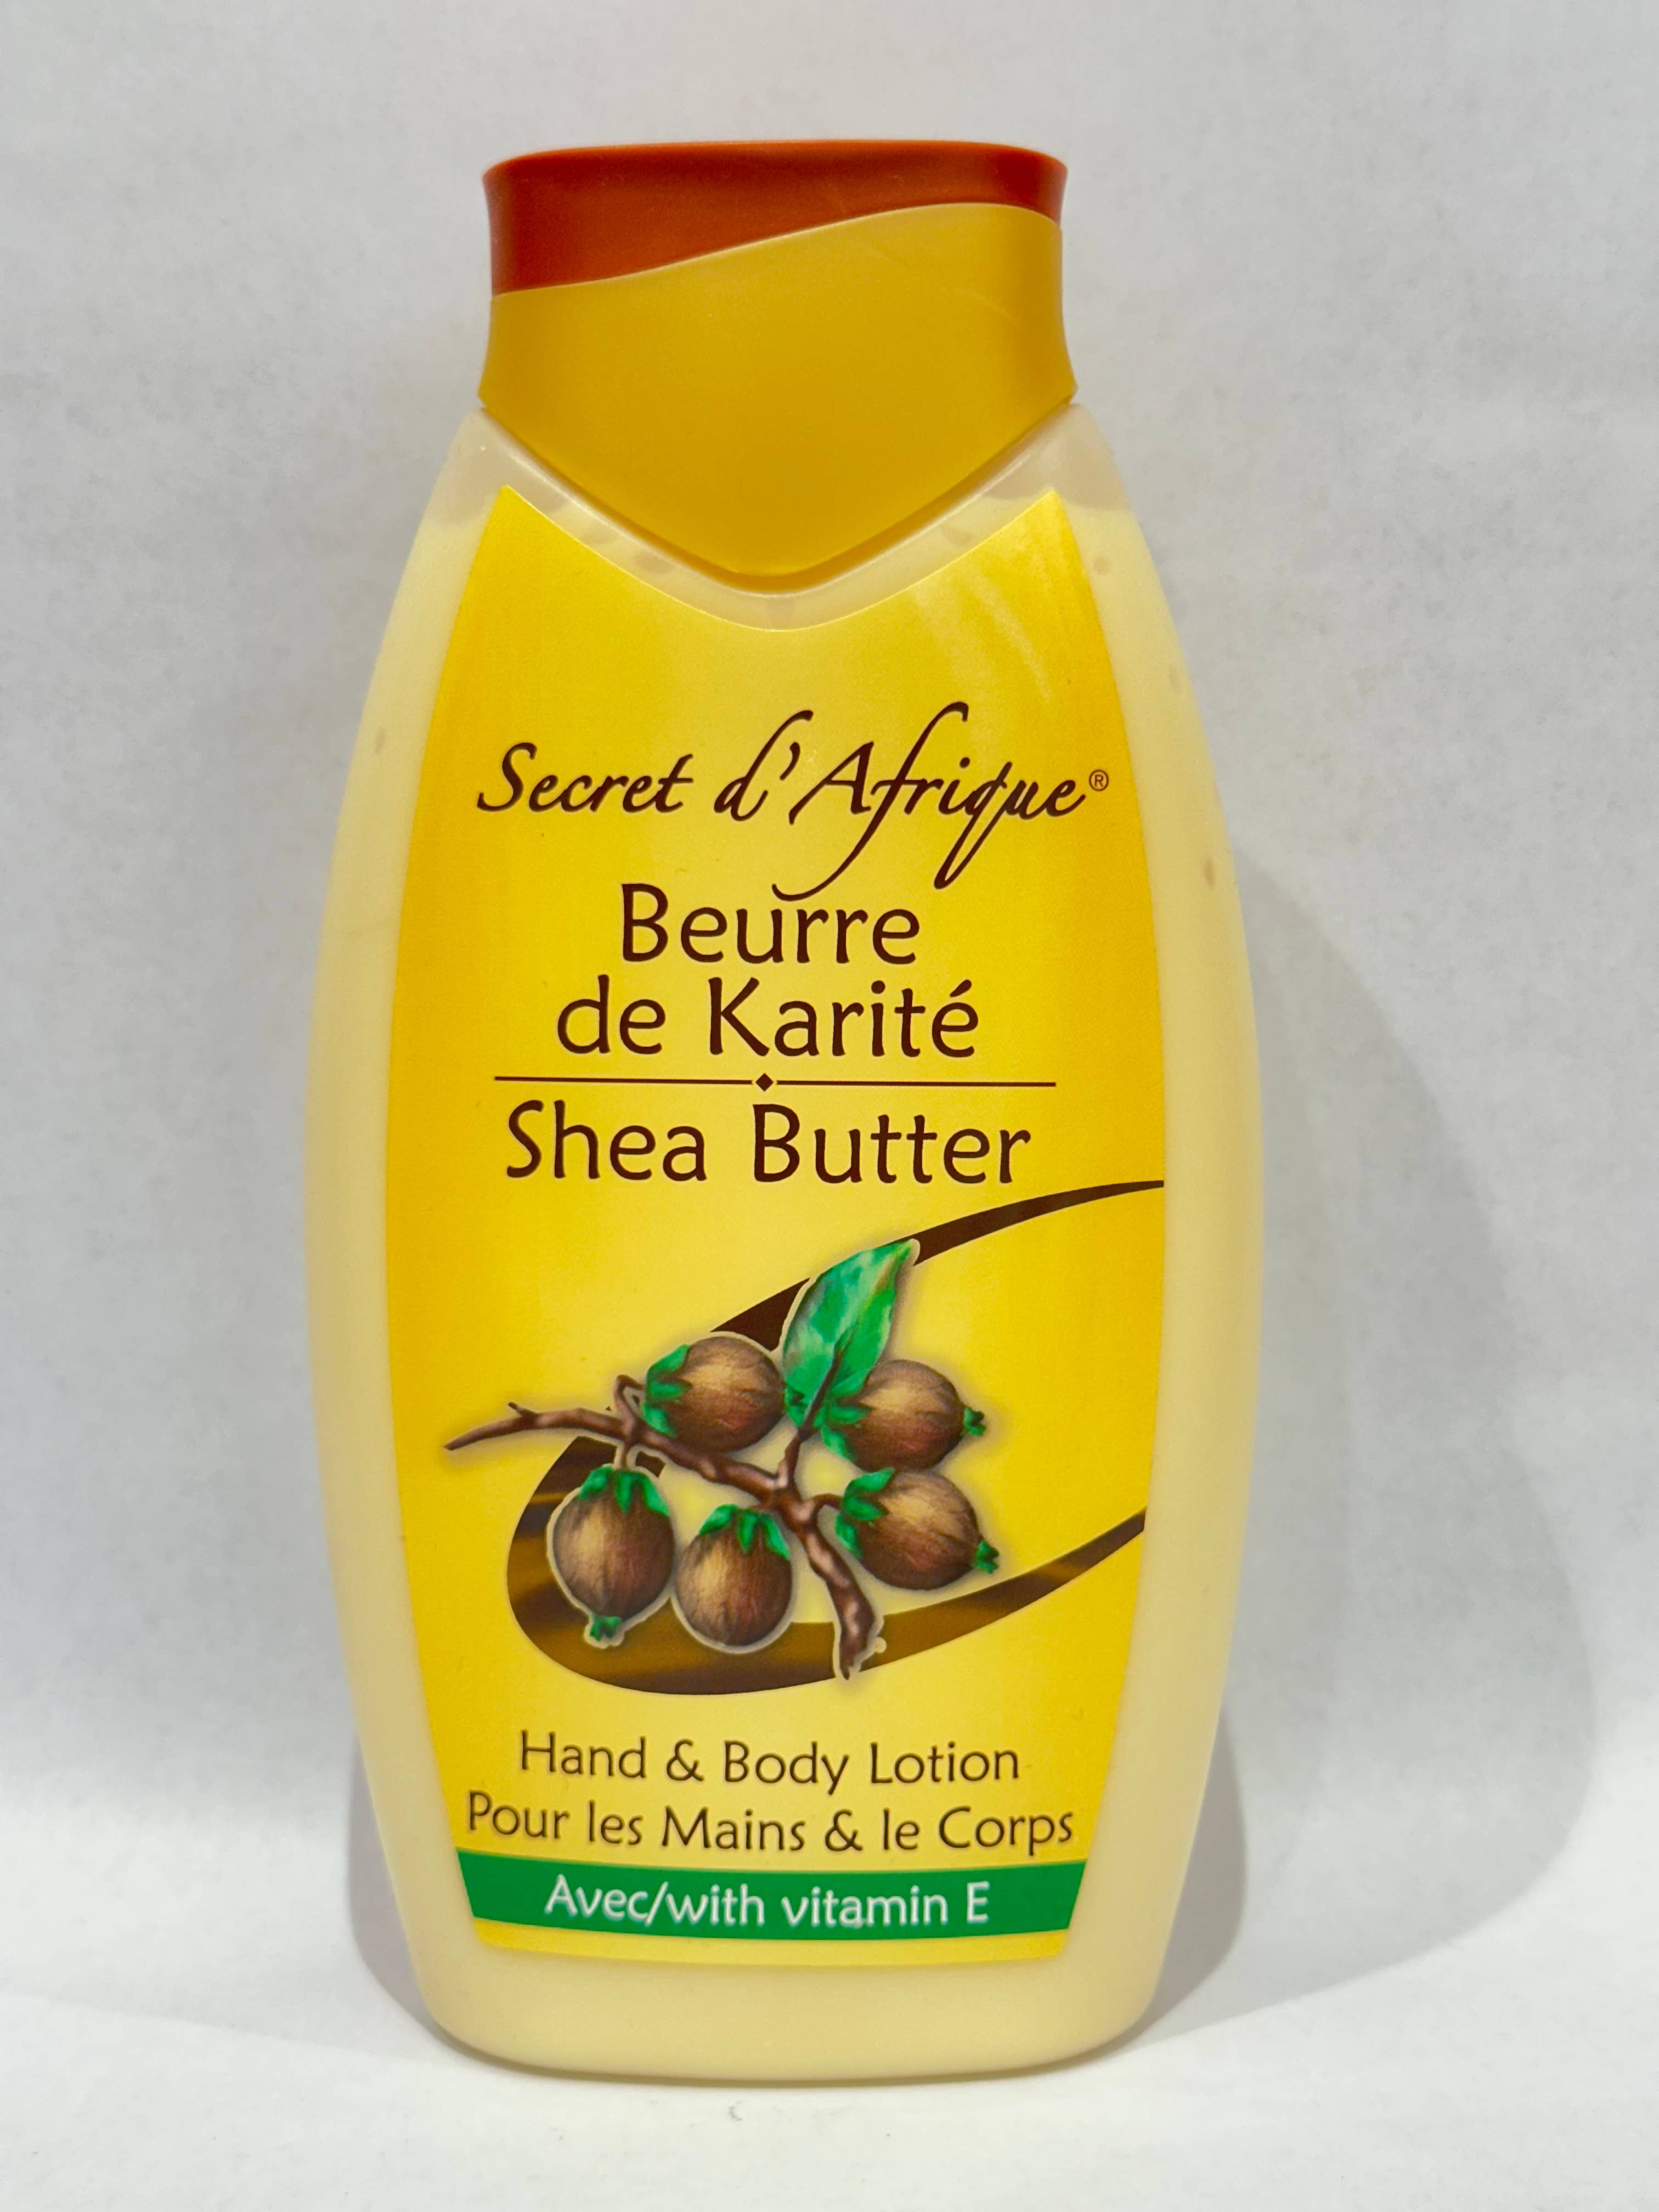 Secret d'Afrique®
Beurre
de Karité
Shea Butter
Hand & Body Lotion
Pour les Mains & le Corps
Avec/with vitamin E